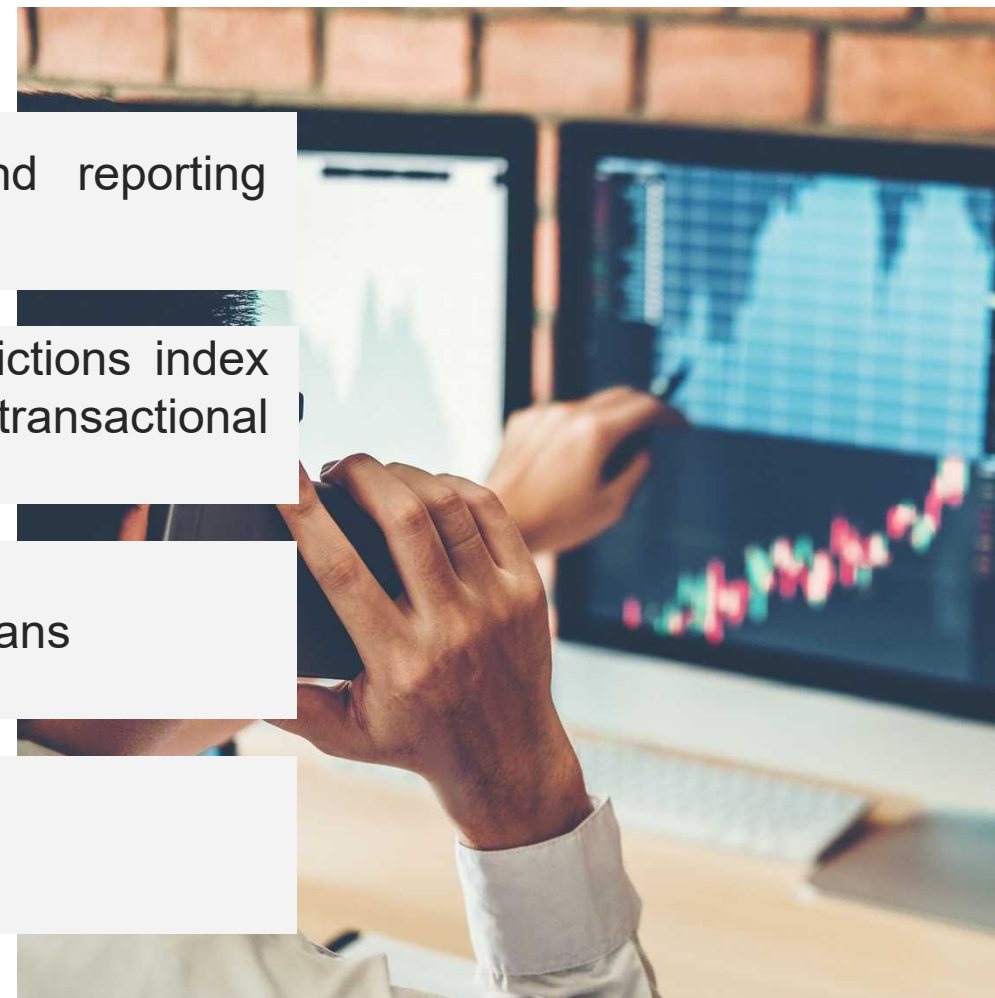 nd reporting
ictions index
transactional
ans